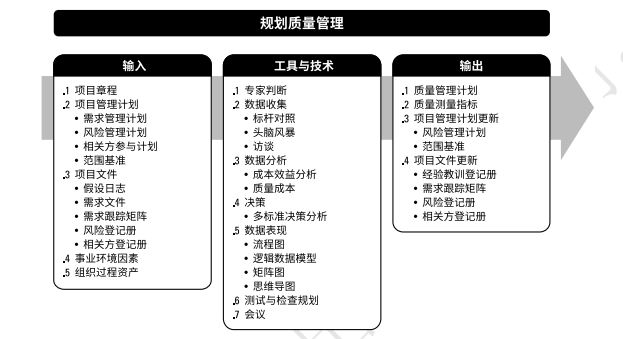 规划质量管理
输入
.1 项目章程
.2 项目管理计划
• 需求管理计划
• 风险管理计划
• 相关方参与计划
• 范围基准
.3 项目文件
• 假设日志
• 需求文件
• 需求跟踪矩阵
• 风险登记册
• 相关方登记册
.4 事业环境因素
.5 组织过程资产
工具与技术
.1 专家判断
.2 数据收集
• 标杆对照
• 头脑风暴
• 访谈
.3 数据分析
• 成本效益分析
• 质量成本
.4 决策
• 多标准决策分析
.5 数据表现
• 流程图
• 逻辑数据模型
• 矩阵图
• 思维导图
.6 测试与检查规划
.7 会议
输出
.1 质量管理计划
.2 质量测量指标
.3 项目管理计划更新
• 风险管理计划
• 范围基准
.4 项目文件更新
• 经验教训登记册
• 需求跟踪矩阵
• 风险登记册
• 相关方登记册